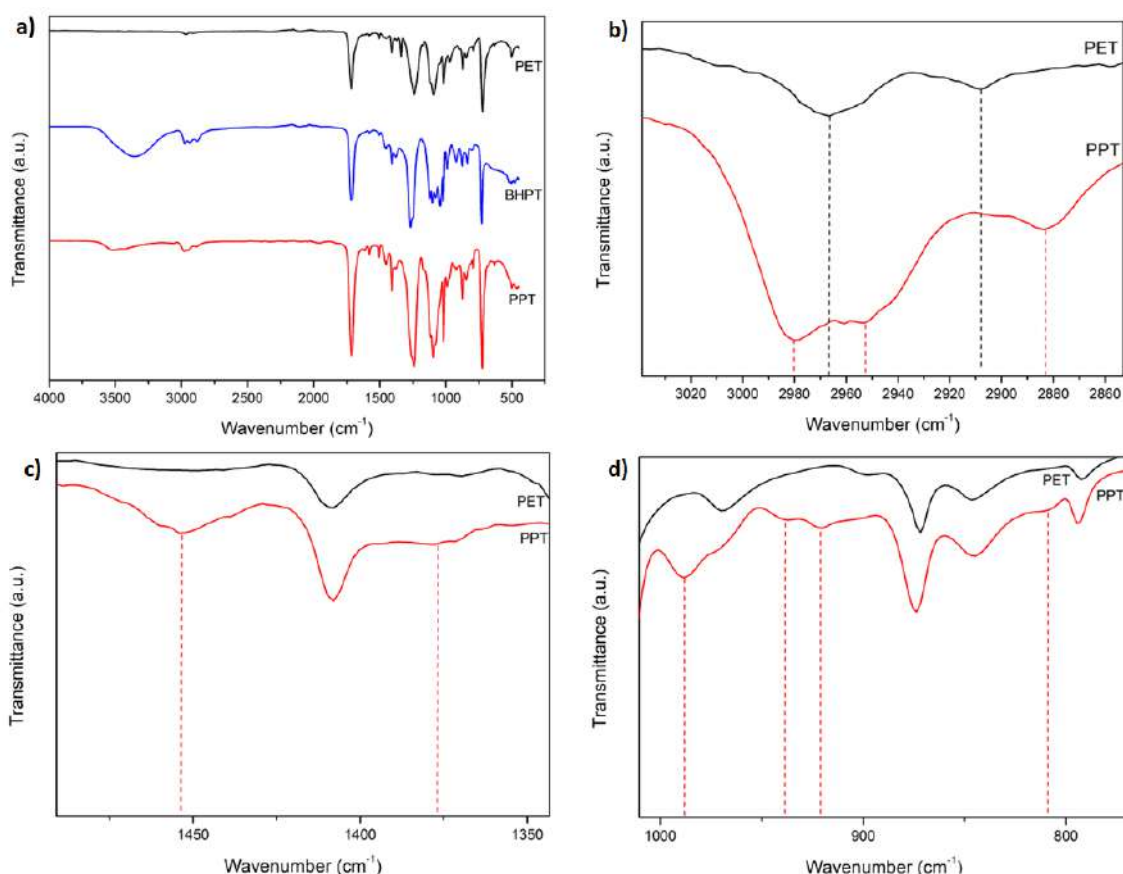 a)
Transmittance (a.u.)
PET
BHPT
PPT
4000 3500 3000 2500 2000 1500 1000 500
Wavenumber (cm⁻¹)
b)
Transmittance (a.u.)
PET
PPT
3020 3000 2980 2960 2940 2920 2900 2880 2860
Wavenumber (cm⁻¹)
c)
Transmittance (a.u.)
PET
PPT
1450 1400 1350
Wavenumber (cm⁻¹)
d)
Transmittance (a.u.)
PET
PPT
1000 900 800
Wavenumber (cm⁻¹)